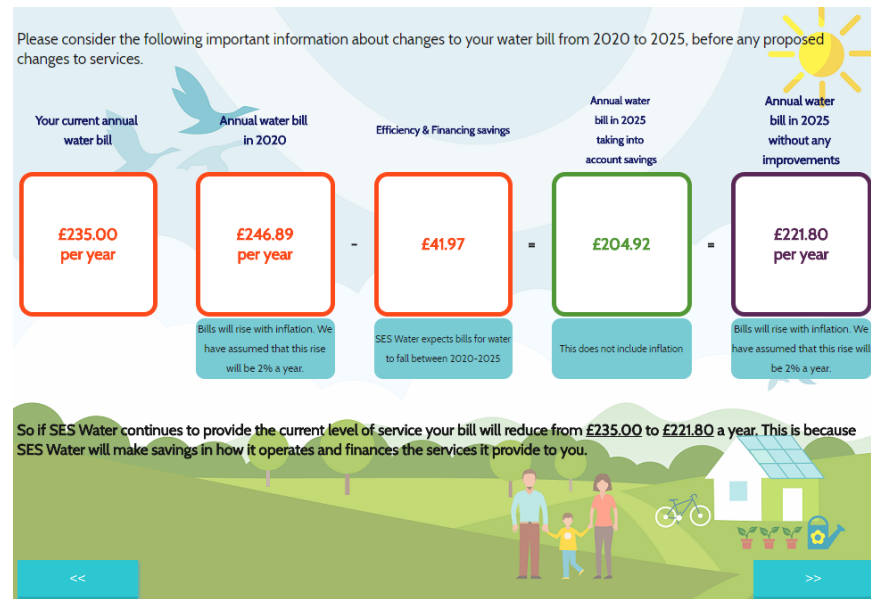 Please consider the following important information about changes to your water bill from 2020 to 2025, before any proposed
changes to services.
Your current annual
water bill
Annual water bill
in 2020
Efficiency & Financing savings
Annual water
bill in 2025
taking into
account savings
Annual water
bill in 2025
without any
improvements
£235.00
per year
£246.89
per year
-
£41.97
=
£204.92
=
£221.80
per year
Bills will rise with inflation. We
have assumed that this rise
will be 2% a year.
SES Water expects bills for water
to fall between 2020-2025
This does not include inflation
Bills will rise with inflation. We
have assumed that this rise will
be 2% a year.
So if SES Water continues to provide the current level of service your bill will reduce from £235.00 to £221.80 a year. This is because
SES Water will make savings in how it operates and finances the services it provide to you.
<<
>>